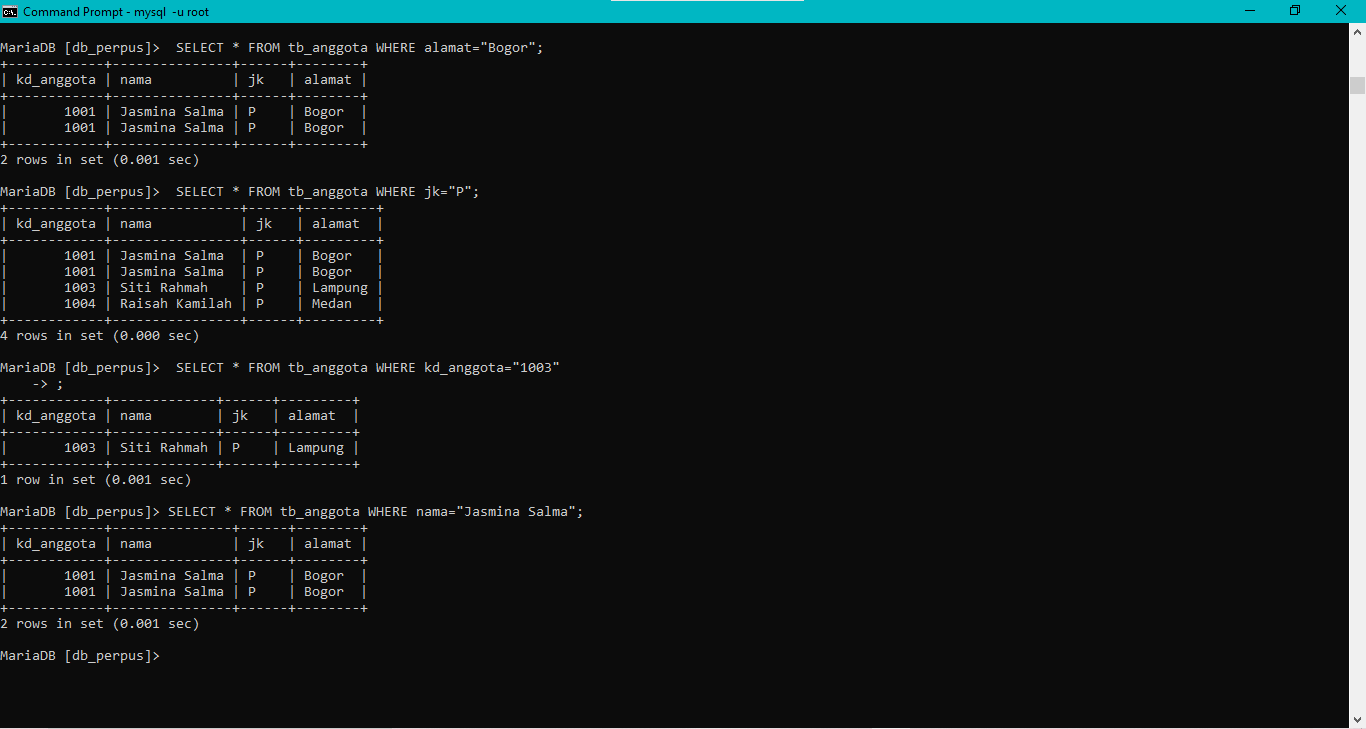 Command Prompt - mysql  -u root
MariaDB [db_perpus]>  SELECT * FROM tb_anggota WHERE alamat="Bogor";
+------------+---------------+------+--------+
| kd_anggota | nama          | jk   | alamat |
+------------+---------------+------+--------+
|       1001 | Jasmina Salma | P    | Bogor  |
|       1001 | Jasmina Salma | P    | Bogor  |
+------------+---------------+------+--------+
2 rows in set (0.001 sec)
MariaDB [db_perpus]>  SELECT * FROM tb_anggota WHERE jk="P";
+------------+----------------+------+---------+
| kd_anggota | nama           | jk   | alamat  |
+------------+----------------+------+---------+
|       1001 | Jasmina Salma  | P    | Bogor   |
|       1001 | Jasmina Salma  | P    | Bogor   |
|       1003 | Siti Rahmah    | P    | Lampung |
|       1004 | Raisah Kamilah | P    | Medan   |
+------------+----------------+------+---------+
4 rows in set (0.000 sec)
MariaDB [db_perpus]>  SELECT * FROM tb_anggota WHERE kd_anggota="1003"
    -> ;
+------------+-------------+------+---------+
| kd_anggota | nama        | jk   | alamat  |
+------------+-------------+------+---------+
|       1003 | Siti Rahmah | P    | Lampung |
+------------+-------------+------+---------+
1 row in set (0.001 sec)
MariaDB [db_perpus]> SELECT * FROM tb_anggota WHERE nama="Jasmina Salma";
+------------+---------------+------+--------+
| kd_anggota | nama          | jk   | alamat |
+------------+---------------+------+--------+
|       1001 | Jasmina Salma | P    | Bogor  |
|       1001 | Jasmina Salma | P    | Bogor  |
+------------+---------------+------+--------+
2 rows in set (0.001 sec)
MariaDB [db_perpus]>